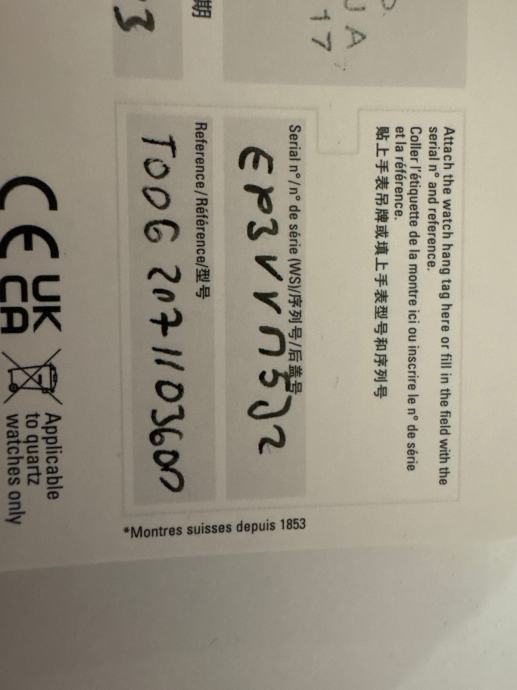 Attach the watch hang tag here or fill in the field with the
serial n° and reference.
Coller l'étiquette de la montre ici ou inscrire le n° de série
et la référence.
贴上手表吊牌或填上手表型号和序列号
Serial n°/n° de série (WS)/序列号/后盖号
Reference/Référence/型号
T006 207 11 036 00
*Montres suisses depuis 1853
期
3
U A
17
CE
UK
CA
Applicable
to quartz
watches only